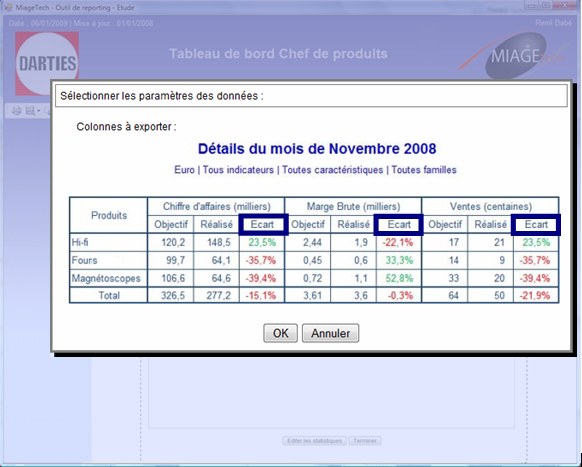 MiageTech - Outil de reporting - Etude
Date : 06/01/2009 | Mise à jour : 01/01/2008
René Babé
DARTIES
Tableau de bord Chef de produits
MIAGE
Sélectionner les paramètres des données :
Colonnes à exporter :
Détails du mois de Novembre 2008
Euro | Tous indicateurs | Toutes caractéristiques | Toutes familles
Produits Chiffre d'affaires (milliers) Marge Brute (milliers) Ventes (centaines)
Objectif Réalisé Ecart Objectif Réalisé Ecart Objectif Réalisé Ecart
Hi-fi 120,2 148,5 23,5% 2,44 1,9 -22,1% 17 21 23,5%
Fours 99,7 64,1 -35,7% 0,45 0,6 33,3% 14 9 -35,7%
Magnétoscopes 106,6 64,6 -39,4% 0,72 1,1 52,8% 33 20 -39,4%
Total 326,5 277,2 -15,1% 3,61 3,6 -0,3% 64 50 -21,9%
OK Annuler
Editer les statistiques Terminer